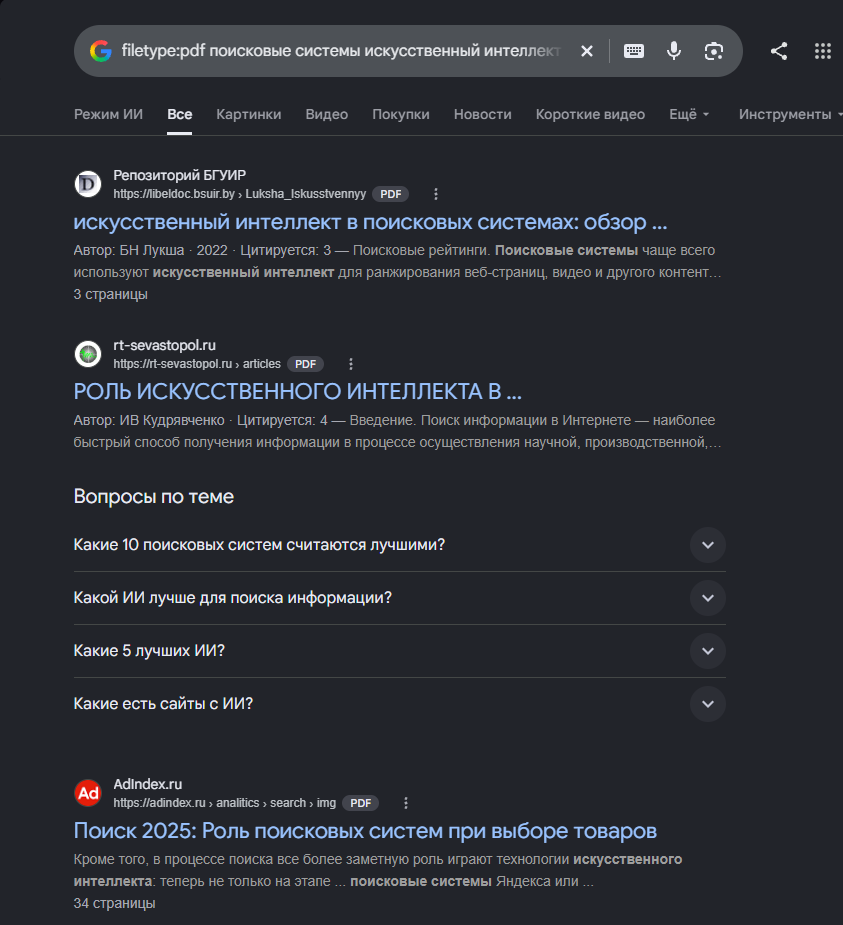 filetype:pdf поисковые системы искусственный интеллект
Режим ИИ Все Картинки Видео Покупки Новости Короткие видео Ещё Инструменты
Репозиторий БГУИР
https://libeldoc.bsuir.by › Luksha_Iskusstvennyy PDF
искусственный интеллект в поисковых системах: обзор ...
Автор: БН Лукша · 2022 · Цитируется: 3 — Поисковые рейтинги. Поисковые системы чаще всего
используют искусственный интеллект для ранжирования веб-страниц, видео и другого контент...
3 страницы
rt-sevastopol.ru
https://rt-sevastopol.ru › articles PDF
РОЛЬ ИСКУССТВЕННОГО ИНТЕЛЛЕКТА В ...
Автор: ИВ Кудрявченко · Цитируется: 4 — Введение. Поиск информации в Интернете — наиболее
быстрый способ получения информации в процессе осуществления научной, производственной,...
Вопросы по теме
Какие 10 поисковых систем считаются лучшими?
Какой ИИ лучше для поиска информации?
Какие 5 лучших ИИ?
Какие есть сайты с ИИ?
Ad
AdIndex.ru
https://adindex.ru › analitics › search › img PDF
Поиск 2025: Роль поисковых систем при выборе товаров
Кроме того, в процессе поиска все более заметную роль играют технологии искусственного
интеллекта: теперь не только на этапе ... поисковые системы Яндекса или ...
34 страницы